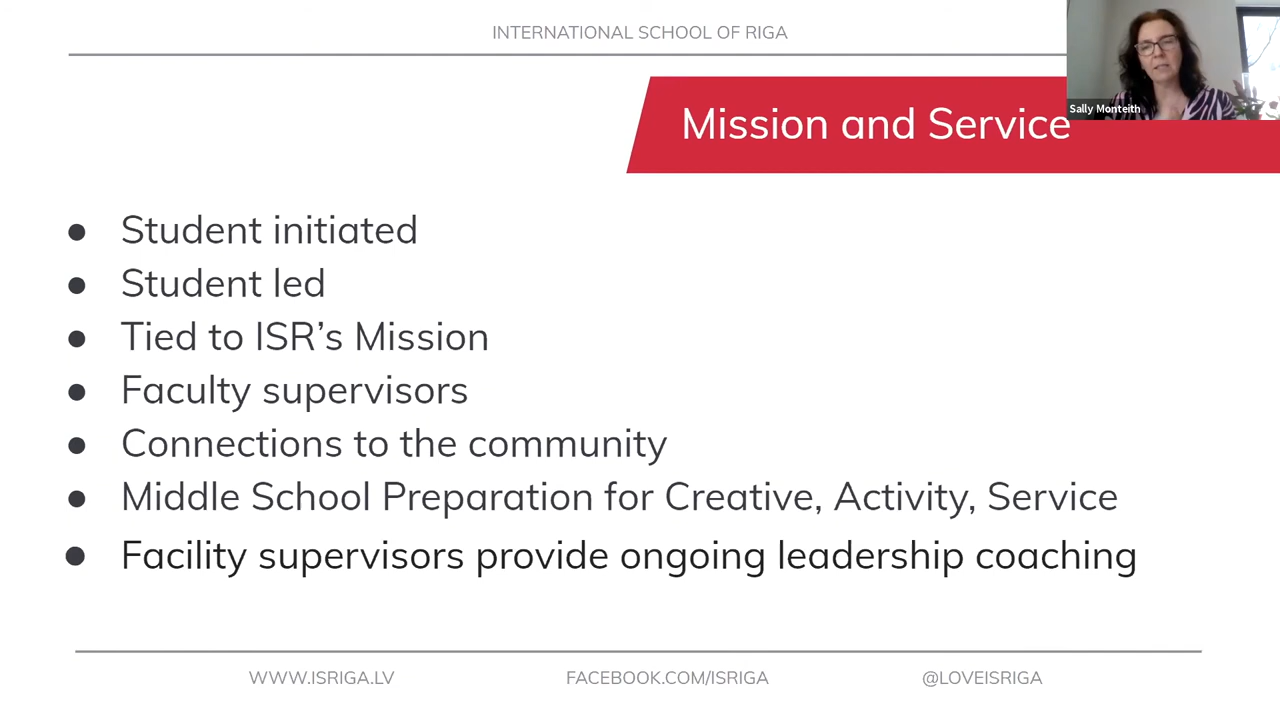 INTERNATIONAL SCHOOL OF RIGA
Sally Monteith
Mission and Service
● Student initiated
● Student led
● Tied to ISR’s Mission
● Faculty supervisors
● Connections to the community
● Middle School Preparation for Creative, Activity, Service
● Facility supervisors provide ongoing leadership coaching
WWW.ISRIGA.LV
FACEBOOK.COM/ISRIGA
@LOVEISRIGA